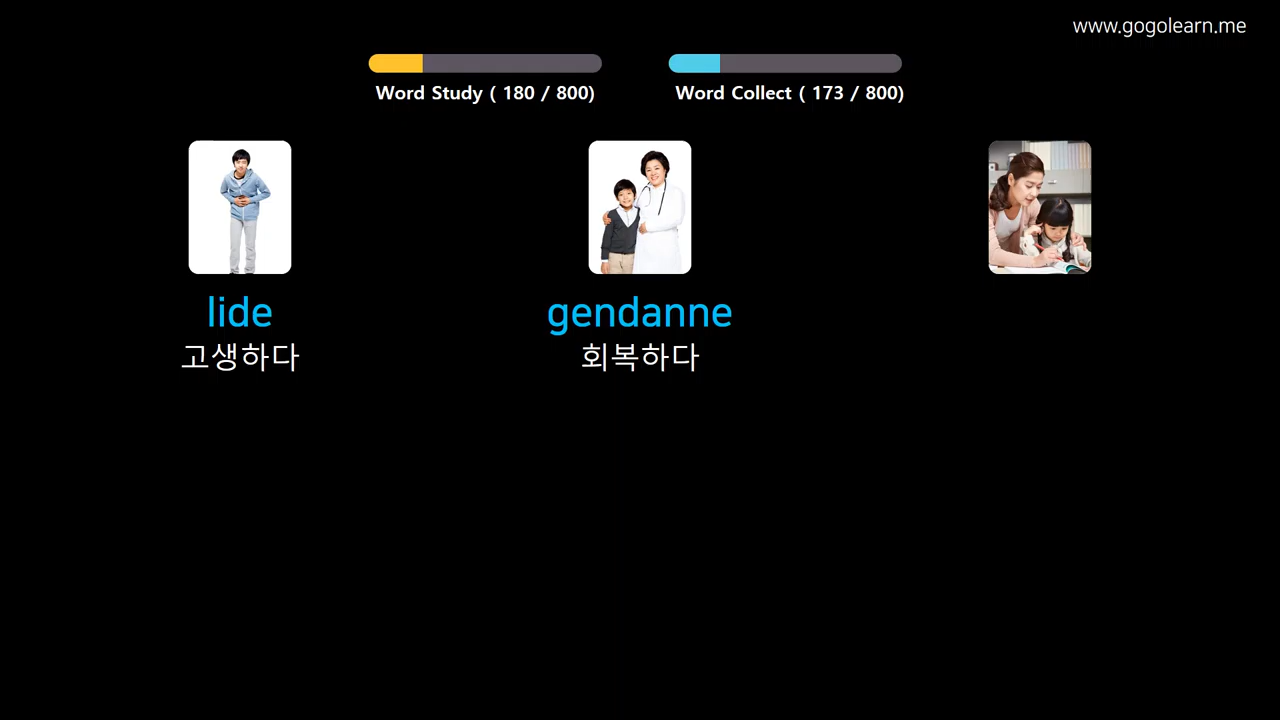 www.gogolearn.me
Word Study ( 180 / 800)
Word Collect ( 173 / 800)
lide
고생하다
gendanne
회복하다